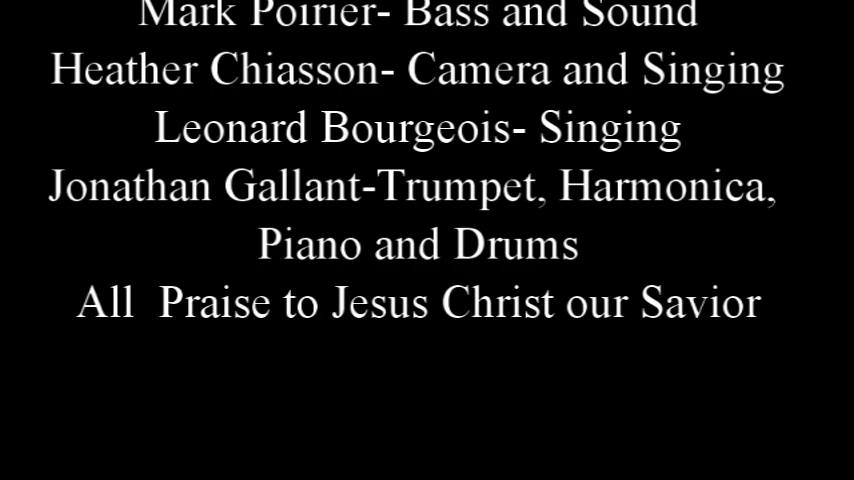 Mark Poirier- Bass and Sound
Heather Chiasson- Camera and Singing
Leonard Bourgeois- Singing
Jonathan Gallant-Trumpet, Harmonica,
Piano and Drums
All  Praise to Jesus Christ our Savior